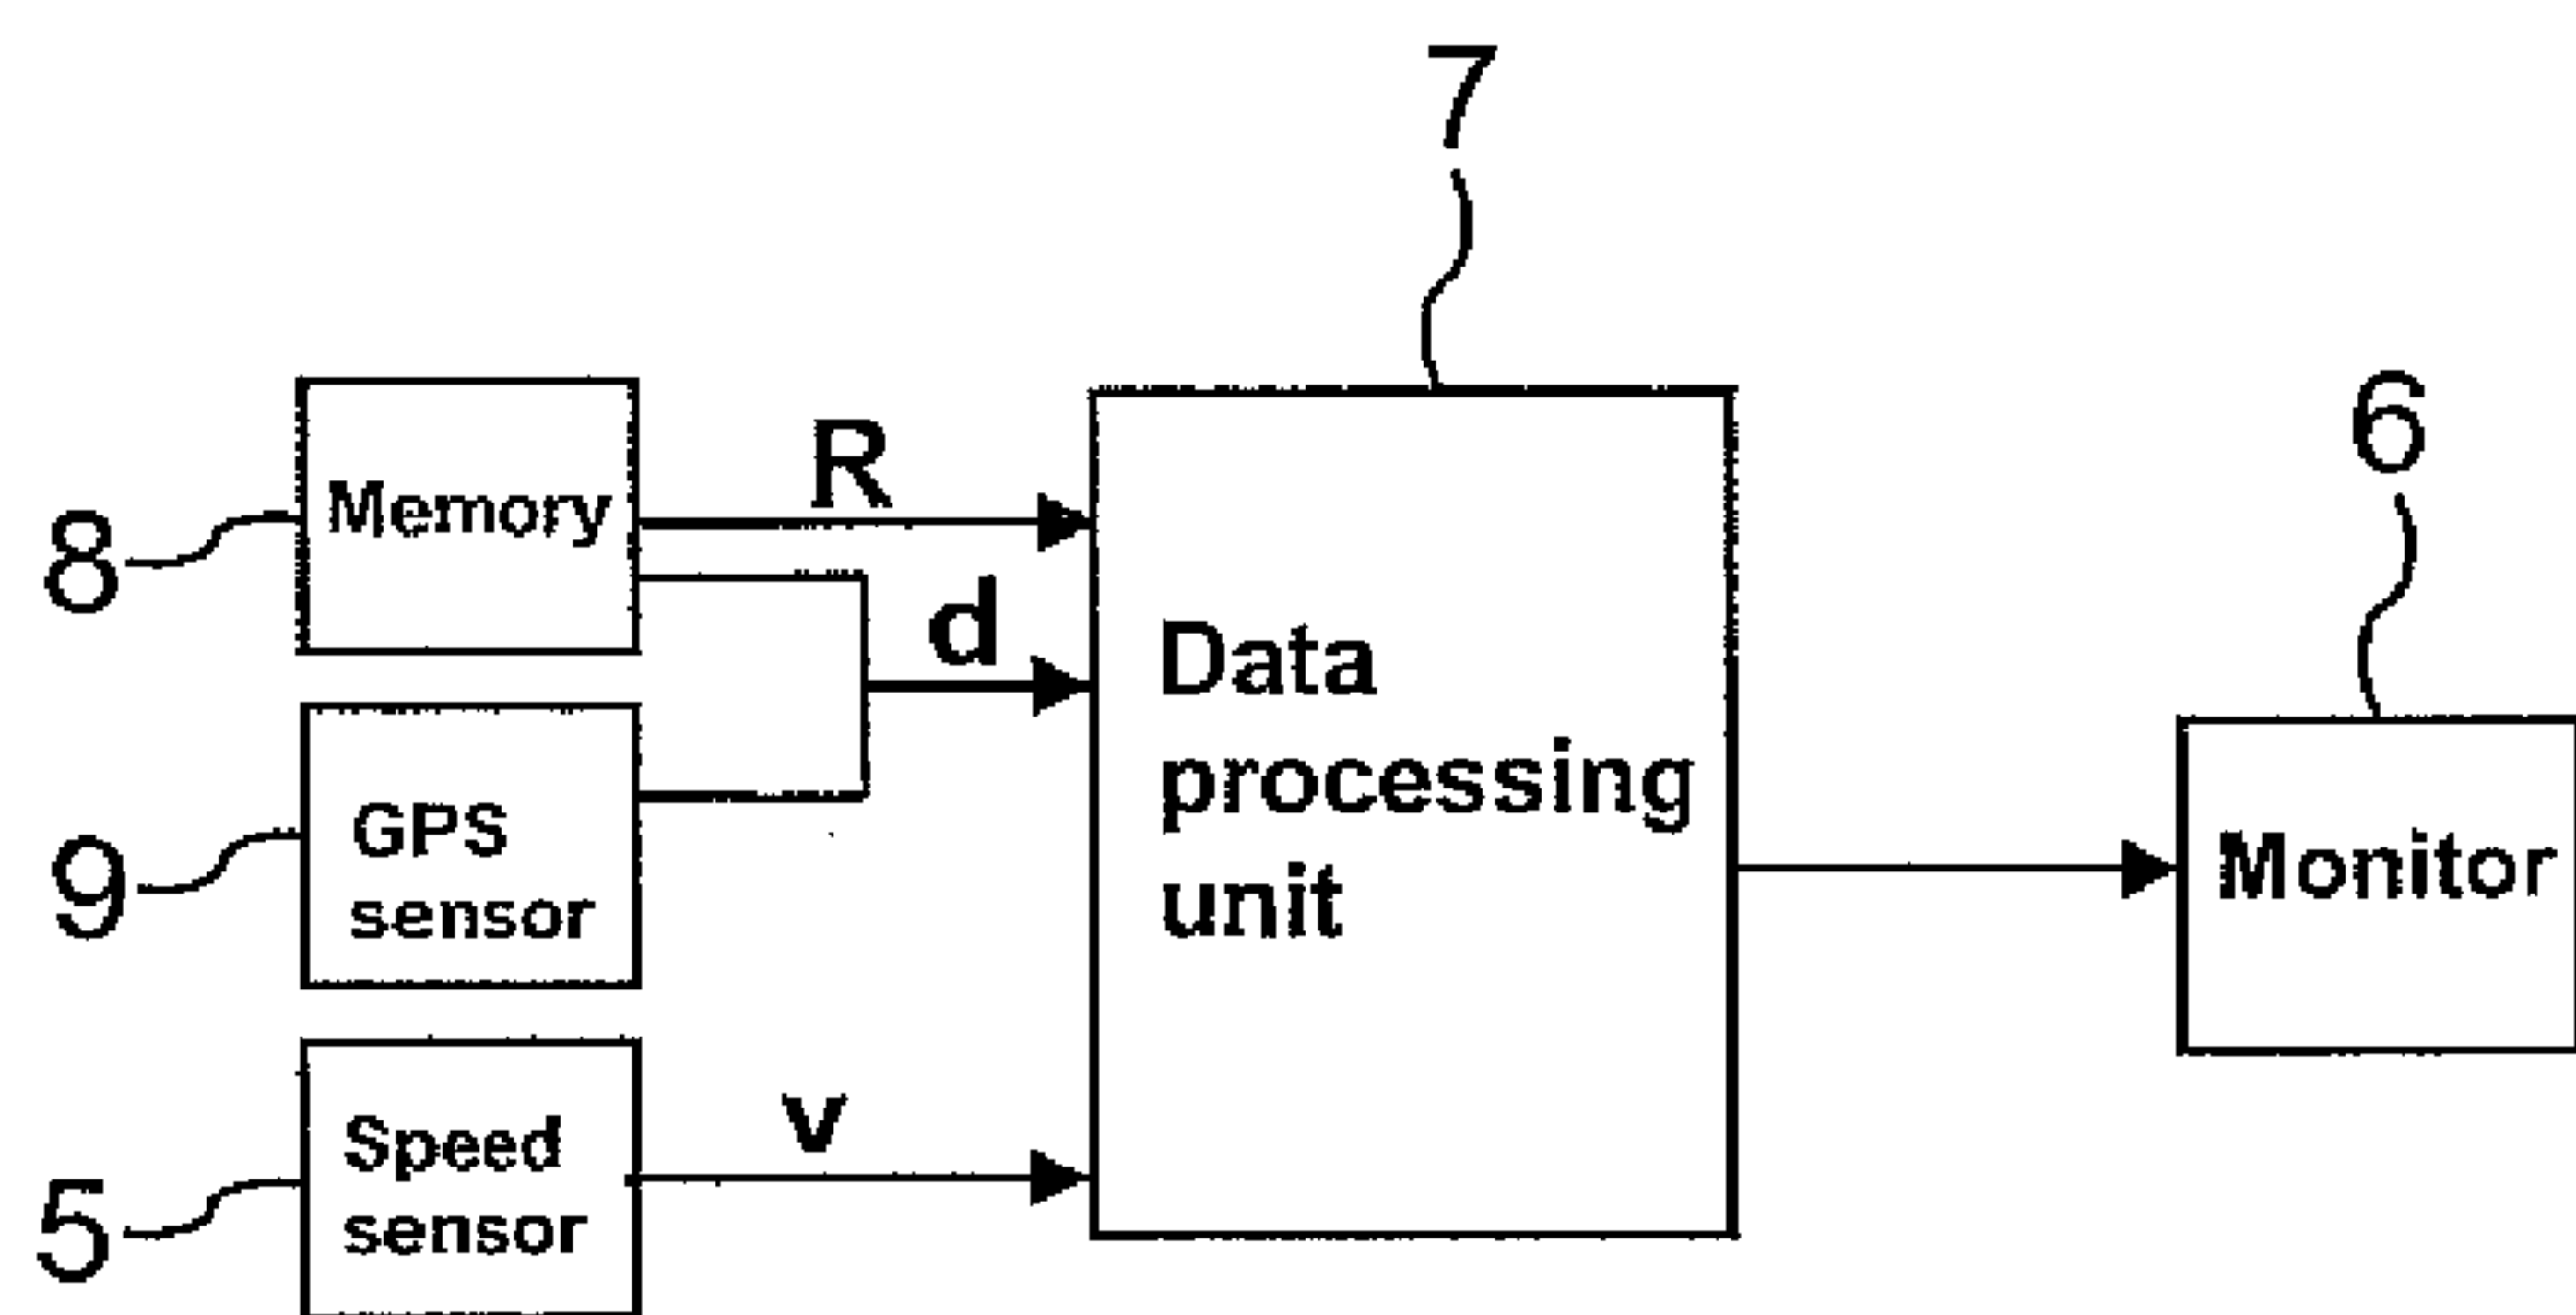 7
6
8
Memory
R
d
Data
processing
unit
Monitor
9
GPS
sensor
5
Speed
sensor
v